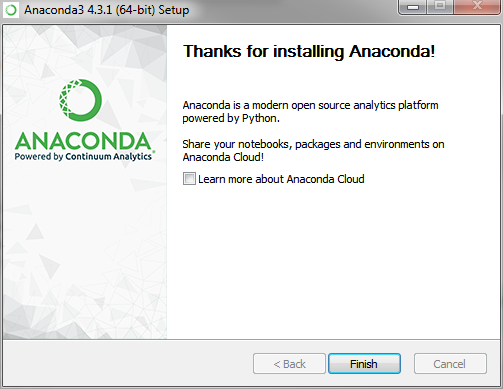 Anaconda3 4.3.1 (64-bit) Setup
Thanks for installing Anaconda!
ANACONDA
Powered by Continuum Analytics®
Anaconda is a modern open source analytics platform
powered by Python.
Share your notebooks, packages and environments on
Anaconda Cloud!
Learn more about Anaconda Cloud
< Back
Finish
Cancel